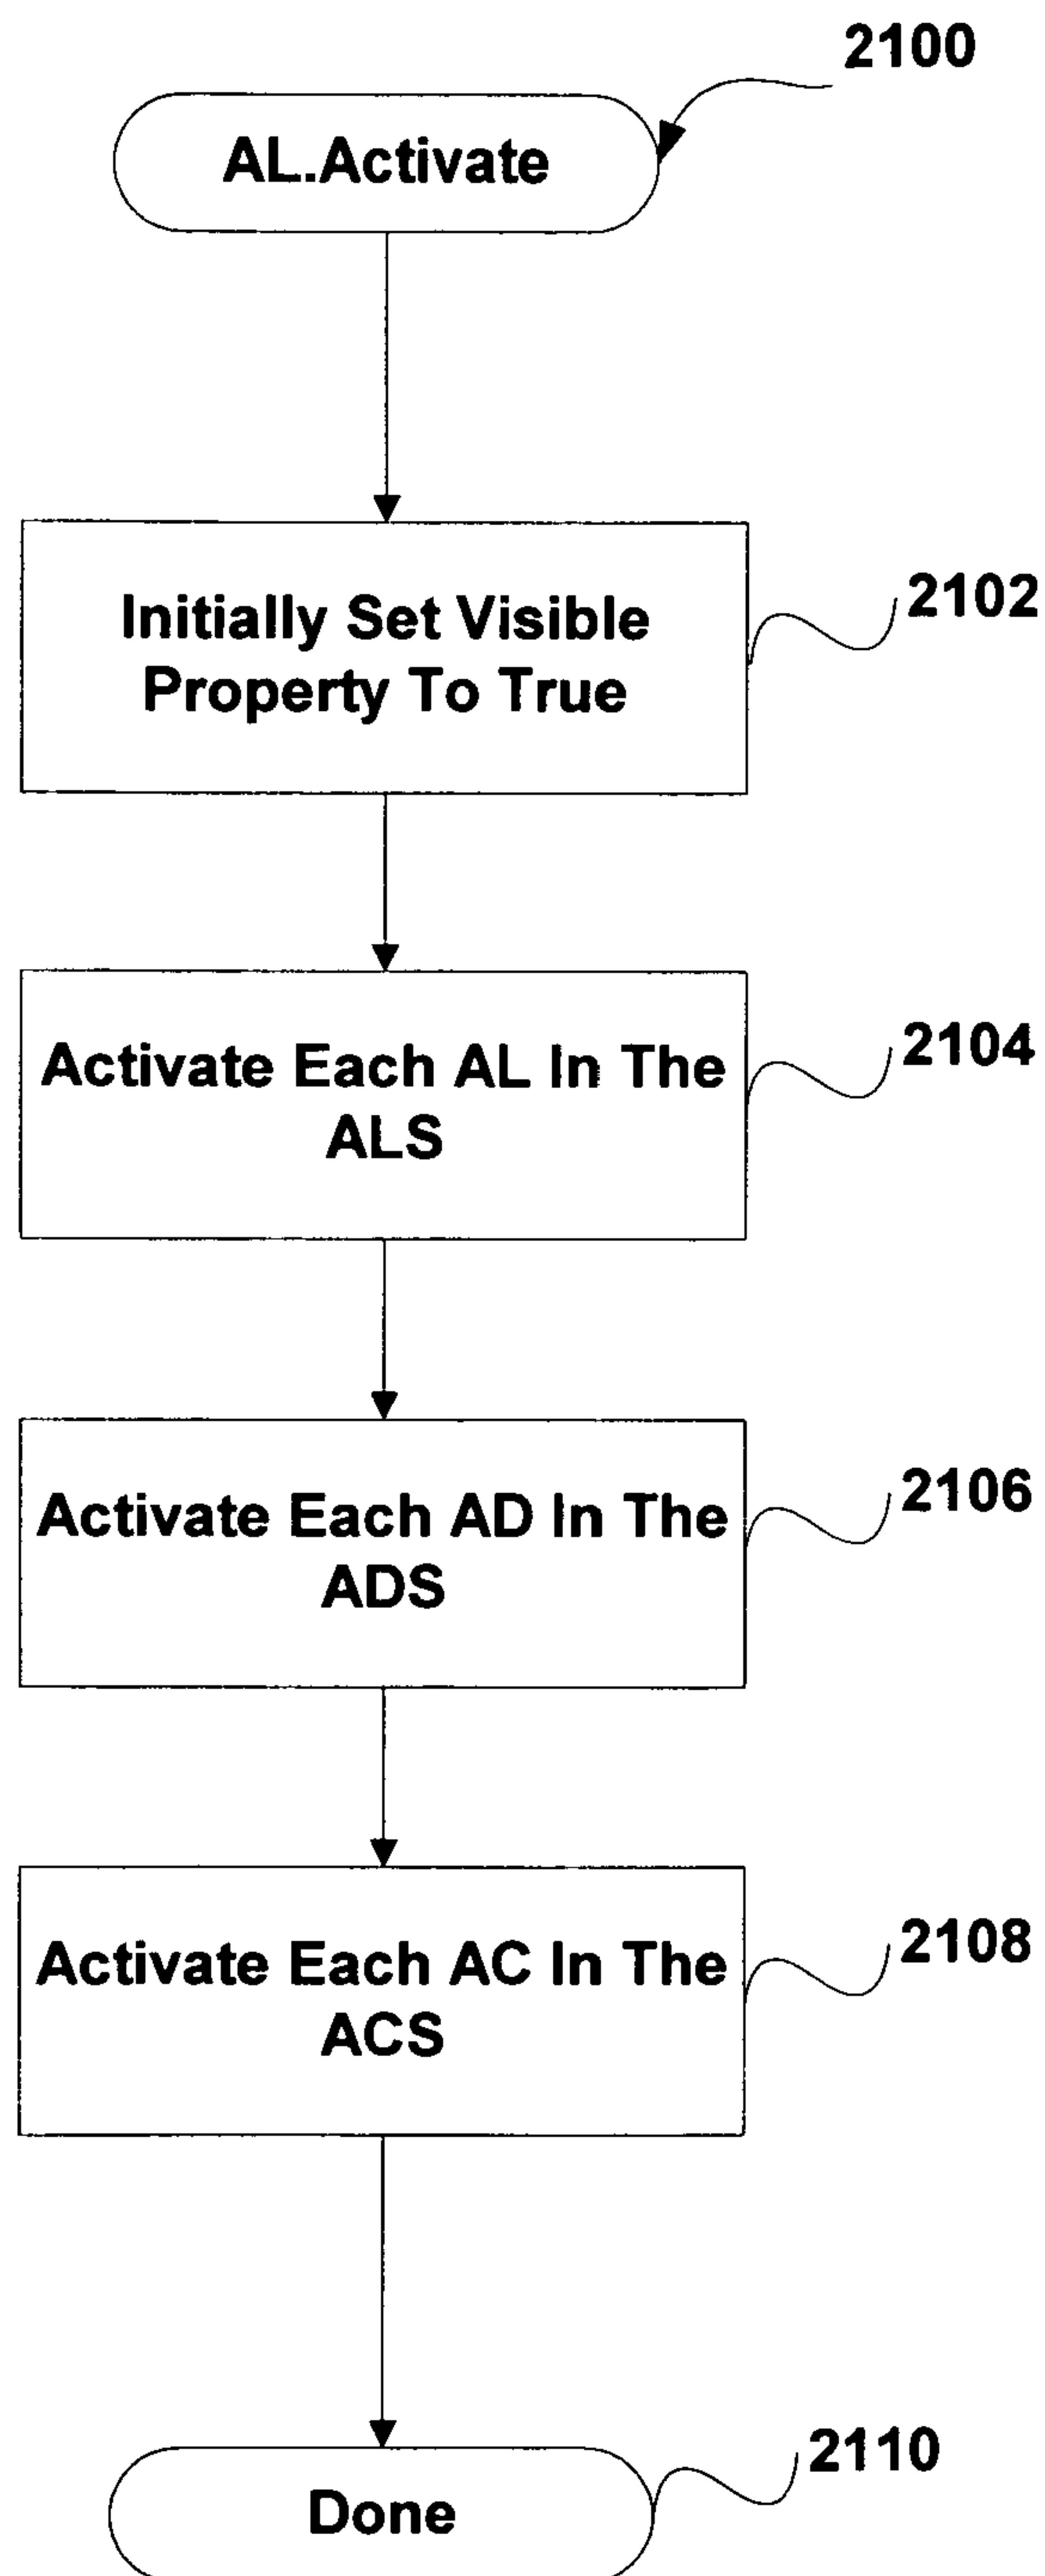 2100
AL.Activate
Initially Set Visible
Property To True
2102
Activate Each AL In The
ALS
2104
Activate Each AD In The
ADS
2106
Activate Each AC In The
ACS
2108
Done
2110